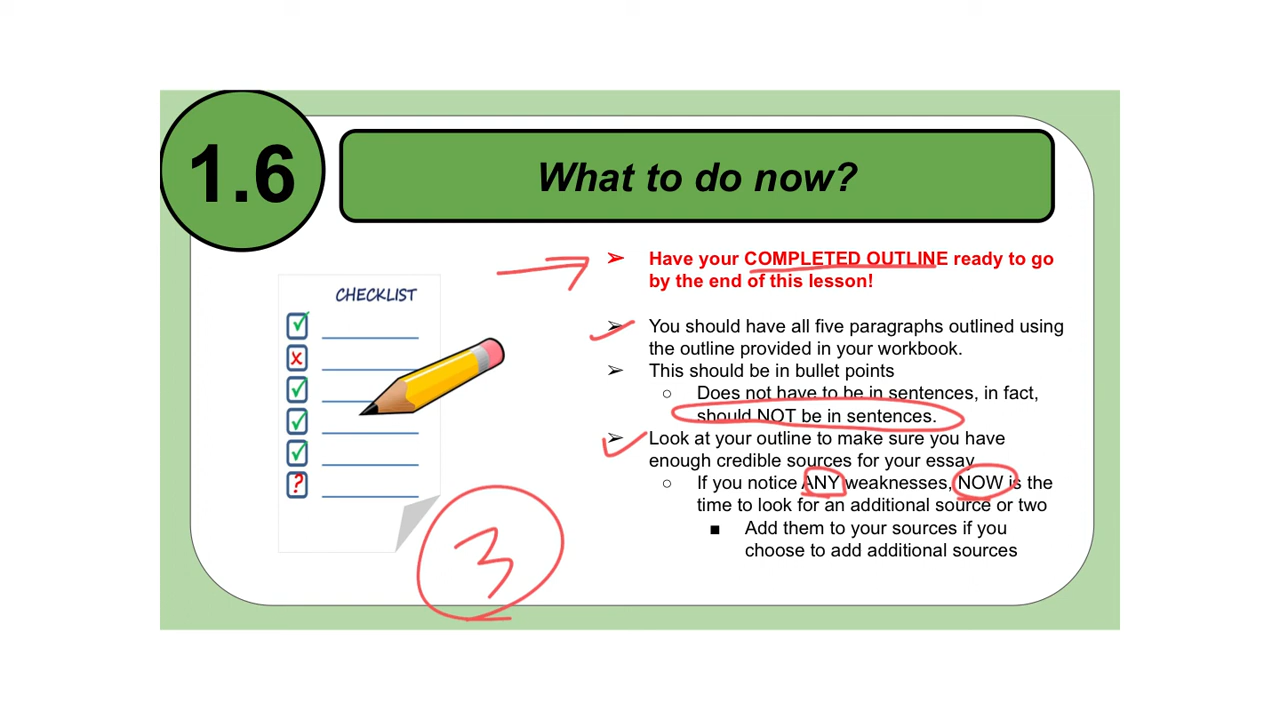 1.6
What to do now?
➢ Have your COMPLETED OUTLINE ready to go
by the end of this lesson!
CHECKLIST
➢ You should have all five paragraphs outlined using
the outline provided in your workbook.
➢ This should be in bullet points
○ Does not have to be in sentences, in fact,
should NOT be in sentences.
➢ Look at your outline to make sure you have
enough credible sources for your essay
○ If you notice ANY weaknesses, NOW is the
time to look for an additional source or two
■ Add them to your sources if you
choose to add additional sources
x
?
3